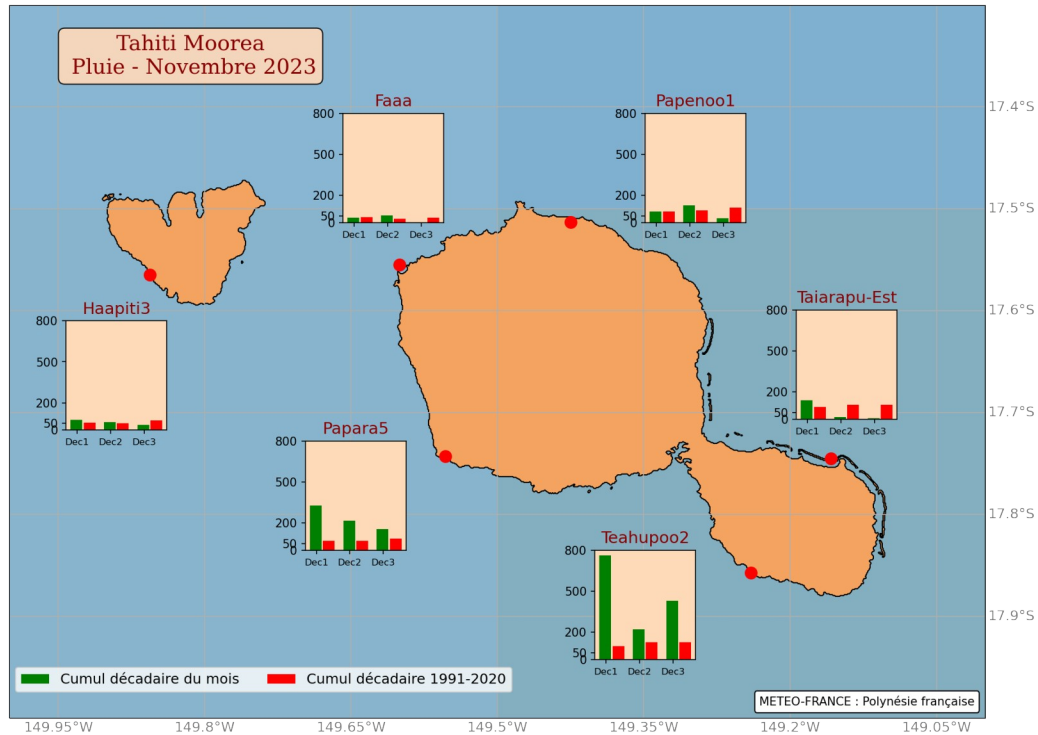 Tahiti Moorea
Pluie - Novembre 2023
Faaa
800
500
200
50
0
Dec1 Dec2 Dec3
Papenoo1
800
500
200
50
0
Dec1 Dec2 Dec3
17.4°S
17.5°S
17.6°S
17.7°S
17.8°S
17.9°S
Haapiti3
800
500
200
50
0
Dec1 Dec2 Dec3
Taiarapu-Est
800
500
200
50
0
Dec1 Dec2 Dec3
Papara5
800
500
200
50
0
Dec1 Dec2 Dec3
Teahupoo2
800
500
200
50
0
Dec1 Dec2 Dec3
Cumul décadaire du mois Cumul décadaire 1991-2020
METEO-FRANCE : Polynésie française
149.95°W 149.8°W 149.65°W 149.5°W 149.35°W 149.2°W 149.05°W